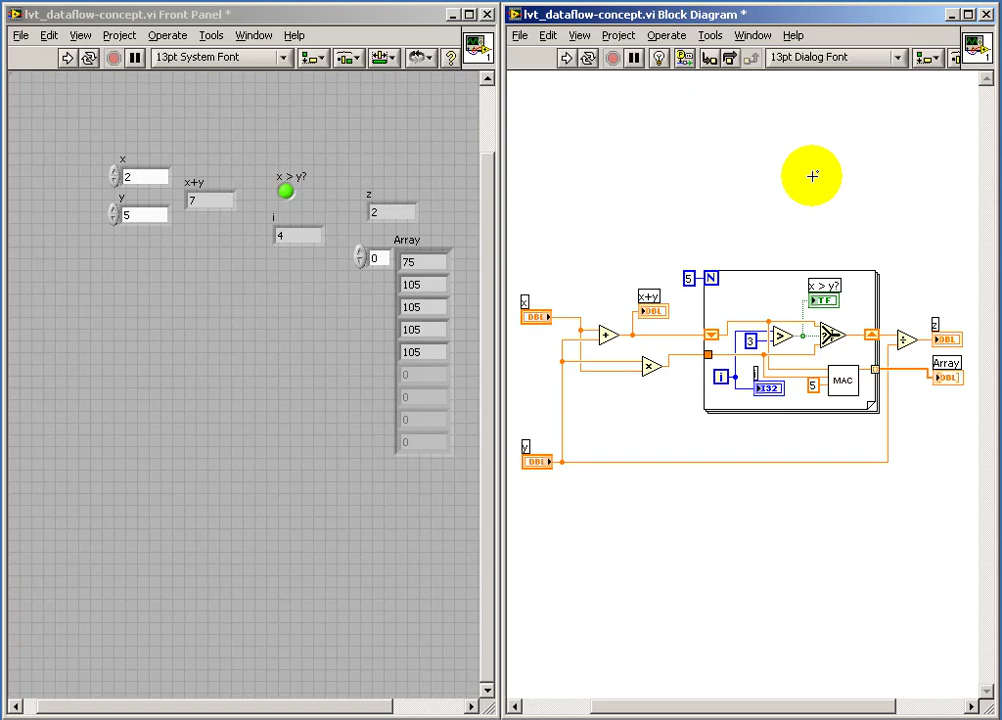 lvt_dataflow-concept.vi Front Panel *
File Edit View Project Operate Tools Window Help
13pt System Font
1
x
2
y
5
x+y
7
x > y?
i
4
z
2
Array
0
75
105
105
105
105
0
0
0
0
lvt_dataflow-concept.vi Block Diagram *
File Edit View Project Operate Tools Window Help
13pt Dialog Font
1
5 N
x > y?
TF
x
DBL
x+y
DBL
+
×
>
3
?
÷
z
DBL
Array
DBL
i
i
I32
5
MAC
y
DBL